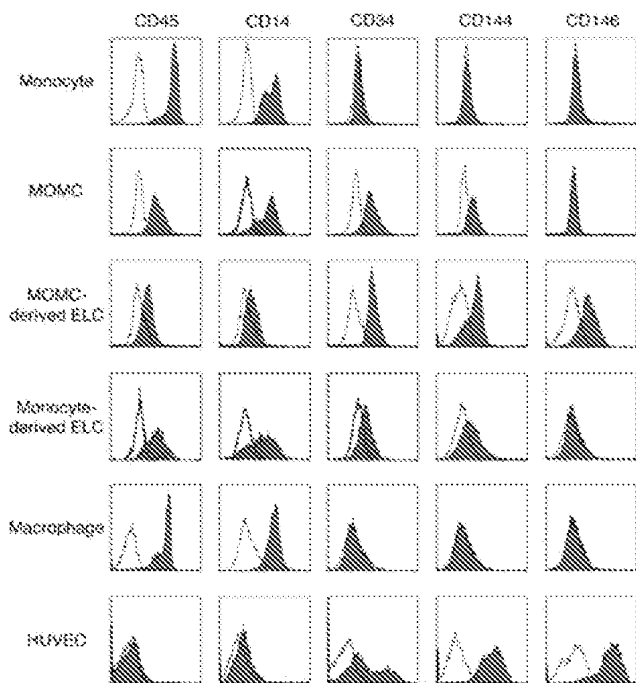 CD45 CD14 CD34 CD144 CD146
Monocyte
MOMC
MOMC-
derived ELC
Monocyte-
derived ELC
Macrophage
HUVEC